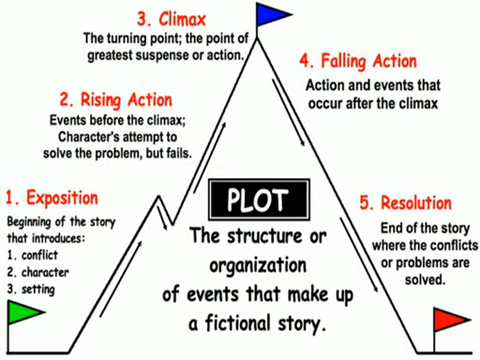 3. Climax
The turning point; the point of
greatest suspense or action.
4. Falling Action
Action and events that
occur after the climax
2. Rising Action
Events before the climax;
Character's attempt to
solve the problem, but fails.
1. Exposition
Beginning of the story
that introduces:
1. conflict
2. character
3. setting
PLOT
The structure or
organization
of events that make up
a fictional story.
5. Resolution
End of the story
where the conflicts
or problems are
solved.